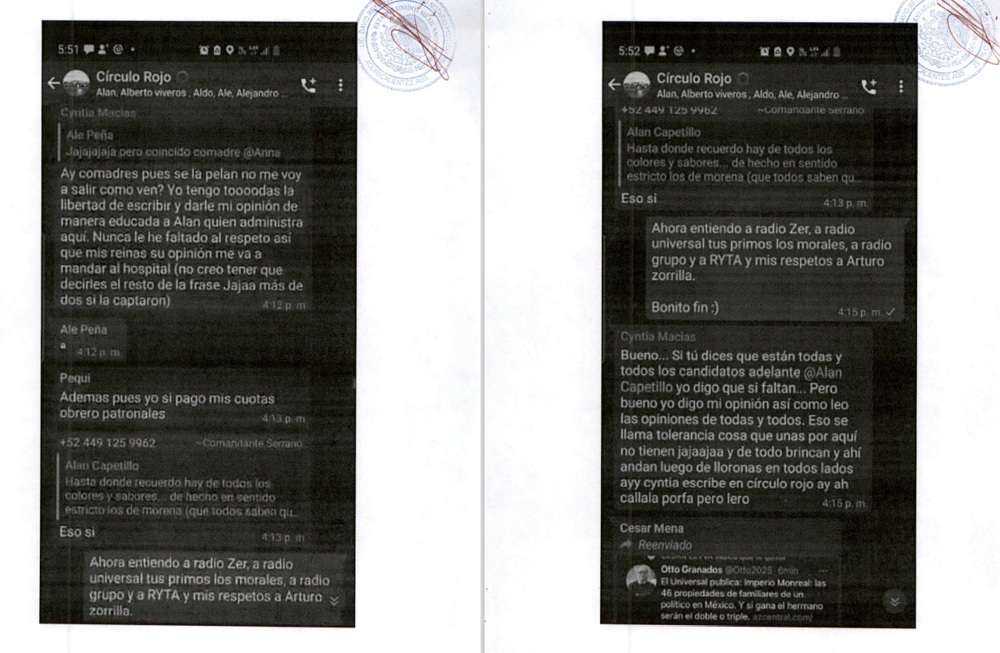 5:51
Círculo Rojo
Alan, Alberto viveros , Aldo, Ale, Alejandro ...
Cyntia Macias
Ale Peña
Jajajajaja pero coincido comadre @Anna
Ay comadres pues se la pelan no me voy
a salir como ven? Yo tengo toooodas la
libertad de escribir y darle mi opinión de
manera educada a Alan quien administra
aquí. Nunca le he faltado al respeto así
que mis reinas su opinión me va a
mandar al hospital (no creo tener que
decirles el resto de la frase Jajaa más de
dos si la captaron)
4:12 p. m.
Ale Peña
a
4:12 p. m.
Pequi
Ademas pues yo si pago mis cuotas
obrero patronales
4:13 p. m.
+52 449 125 9962
~Comandante Serrano
Alan Capetillo
Hasta donde recuerdo hay de todos los
colores y sabores... de hecho en sentido
estricto los de morena (que todos saben qu...
Eso si
4:13 p. m.
Ahora entiendo a radio Zer, a radio
universal tus primos los morales, a radio
grupo y a RYTA y mis respetos a Arturo
zorrilla.
AGUASCALIENTES, AGS.
5:52
Círculo Rojo
Alan, Alberto viveros , Aldo, Ale, Alejandro ...
+52 449 125 9962
~Comandante Serrano
Alan Capetillo
Hasta donde recuerdo hay de todos los
colores y sabores... de hecho en sentido
estricto los de morena (que todos saben qu...
Eso si
4:13 p. m.
Ahora entiendo a radio Zer, a radio
universal tus primos los morales, a radio
grupo y a RYTA y mis respetos a Arturo
zorrilla.
Bonito fin :)
4:15 p. m.
Cyntia Macias
Bueno... Si tú dices que están todas y
todos los candidatos adelante @Alan
Capetillo yo digo que si faltan... Pero
bueno yo digo mi opinión así como leo
las opiniones de todas y todos. Eso se
llama tolerancia cosa que unas por aquí
no tienen jajaajaa y de todo brincan y ahí
andan luego de lloronas en todos lados
ayy cyntia escribe en círculo rojo ay ah
callala porfa pero lero
4:15 p. m.
Cesar Mena
Reenviado
Otto Granados @Otto2025 6min
El Universal publica: Imperio Monreal: las
46 propiedades de familiares de un
político en México. Y si gana el hermano
serán el doble o triple. azcentral.com/
AGUASCALIENTES, AGS.